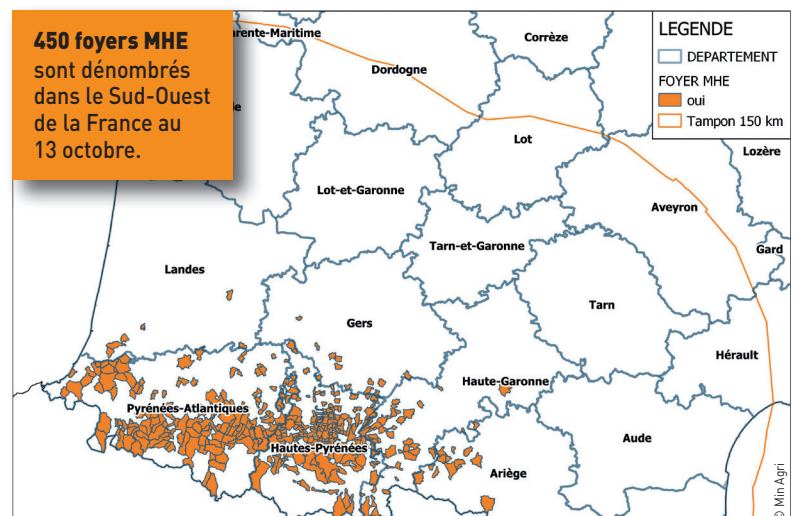 450 foyers MHE
sont dénombrés
dans le Sud-Ouest
de la France au
13 octobre.
rente-Maritime
Corrèze
Dordogne
LEGENDE
DEPARTEMENT
FOYER MHE
oui
Tampon 150 km
Lot
Lozère
Lot-et-Garonne
Aveyron
Tarn-et-Garonne
Gard
Landes
Tarn
Gers
Hérault
Haute-Garonne
Pyrénées-Atlantiques
Aude
Hautes-Pyrénées
Ariège
© Min Agri